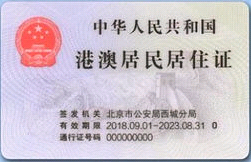 中华人民共和国
港澳居民居住证
签发机关 北京市公安局西城分局
有效期限 2018.09.01-2023.08.31 0
通行证号码 000000000